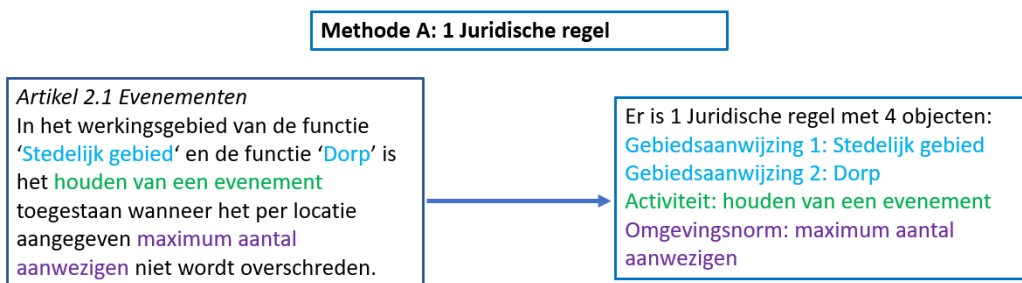 Methode A: 1 Juridische regel
Artikel 2.1 Evenementen
In het werkingsgebied van de functie
‘Stedelijk gebied‘ en de functie ‘Dorp’ is
het houden van een evenement
toegestaan wanneer het per locatie
aangegeven maximum aantal
aanwezigen niet wordt overschreden.
Er is 1 Juridische regel met 4 objecten:
Gebiedsaanwijzing 1: Stedelijk gebied
Gebiedsaanwijzing 2: Dorp
Activiteit: houden van een evenement
Omgevingsnorm: maximum aantal
aanwezigen